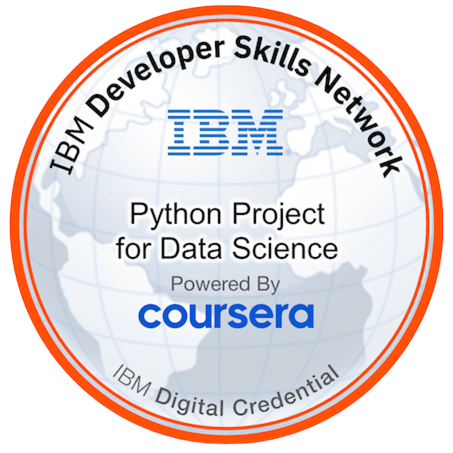 IBM Developer Skills Network
IBM
Python Project
for Data Science
Powered By
coursera
IBM Digital Credential